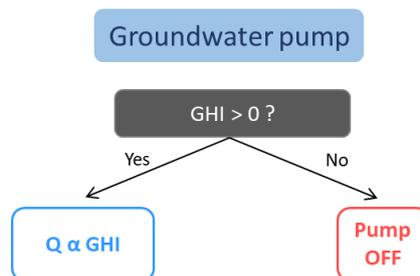 Groundwater pump
GHI > 0 ?
Yes
No
Q α GHI
Pump
OFF